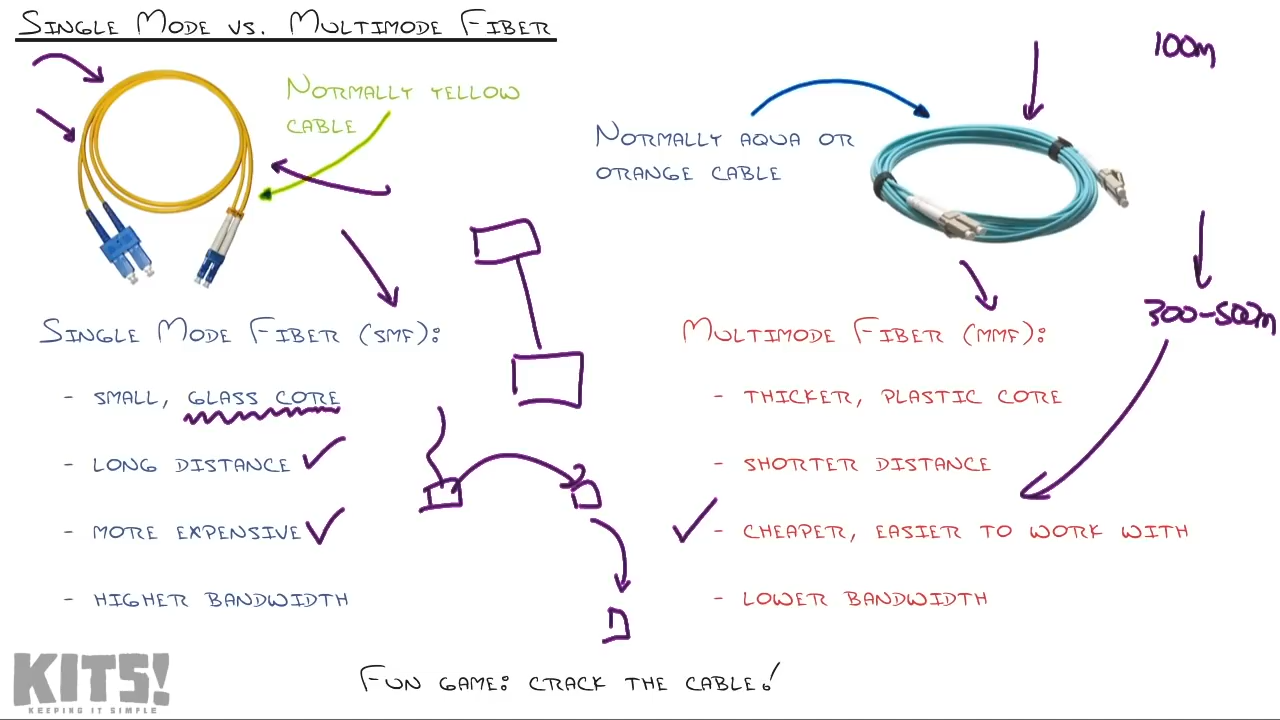 Single Mode vs. Multimode Fiber
100m
Normally yellow
cable
Normally aqua or
orange cable
300-500m
Single Mode Fiber (SMF):
- small, glass core
- long distance
- more expensive
- higher bandwidth
Multimode Fiber (MMF):
- thicker, plastic core
- shorter distance
- cheaper, easier to work with
- lower bandwidth
Fun game: crack the cable!
KITS!
KEEPING IT SIMPLE